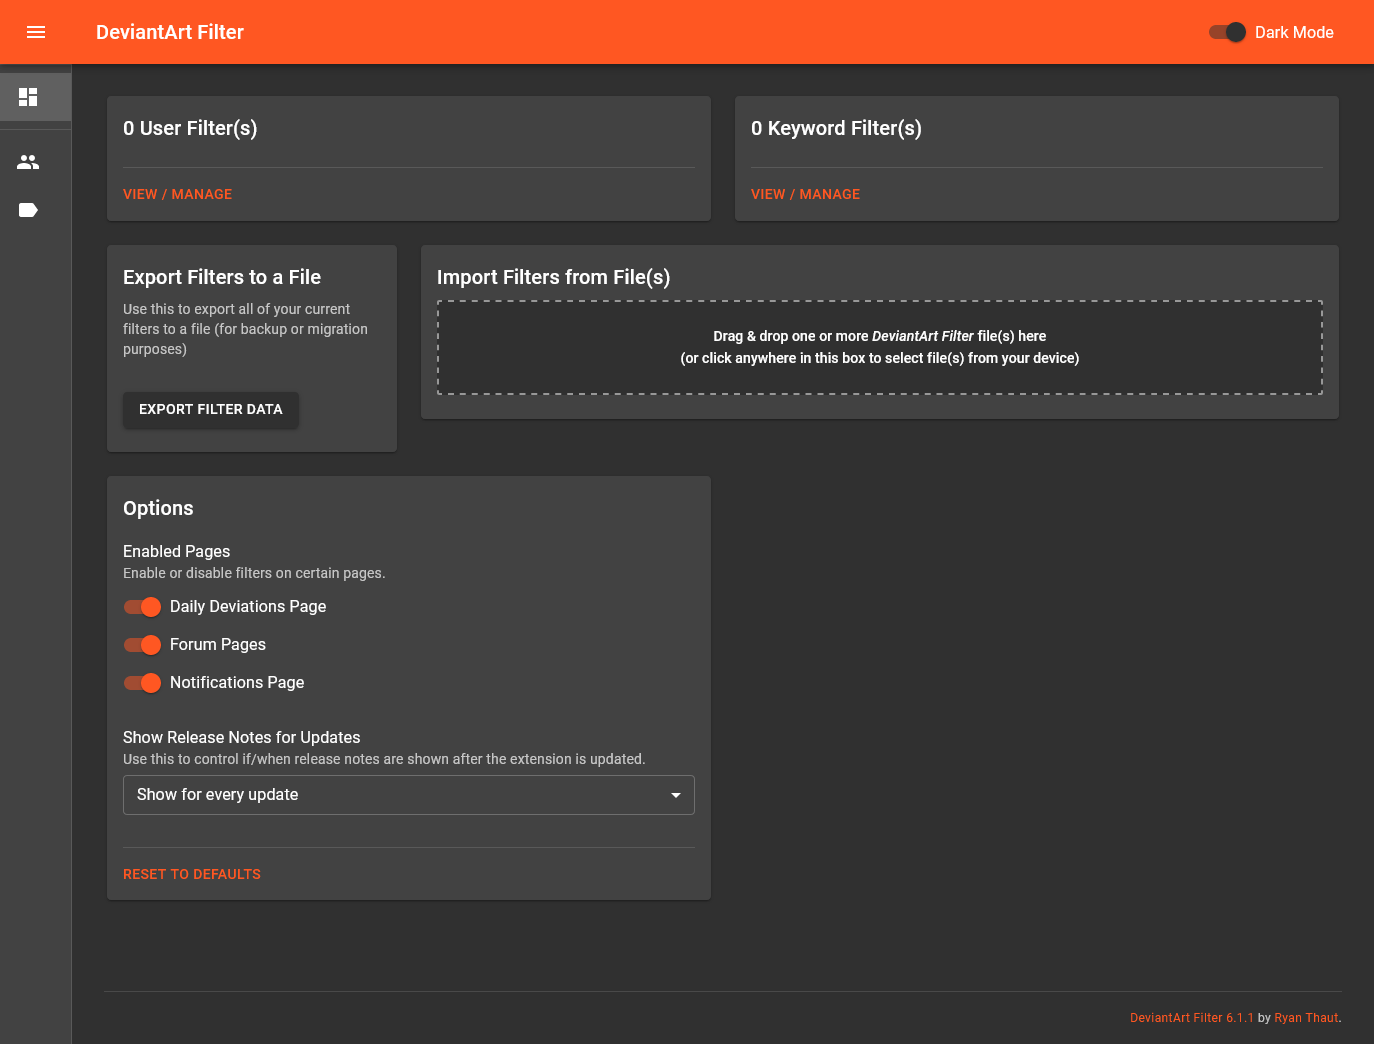 DeviantArt Filter
Dark Mode
0 User Filter(s)
VIEW / MANAGE
0 Keyword Filter(s)
VIEW / MANAGE
Export Filters to a File
Use this to export all of your current
filters to a file (for backup or migration
purposes)
EXPORT FILTER DATA
Import Filters from File(s)
Drag & drop one or more DeviantArt Filter file(s) here
(or click anywhere in this box to select file(s) from your device)
Options
Enabled Pages
Enable or disable filters on certain pages.
Daily Deviations Page
Forum Pages
Notifications Page
Show Release Notes for Updates
Use this to control if/when release notes are shown after the extension is updated.
Show for every update
RESET TO DEFAULTS
DeviantArt Filter 6.1.1 by Ryan Thaut.